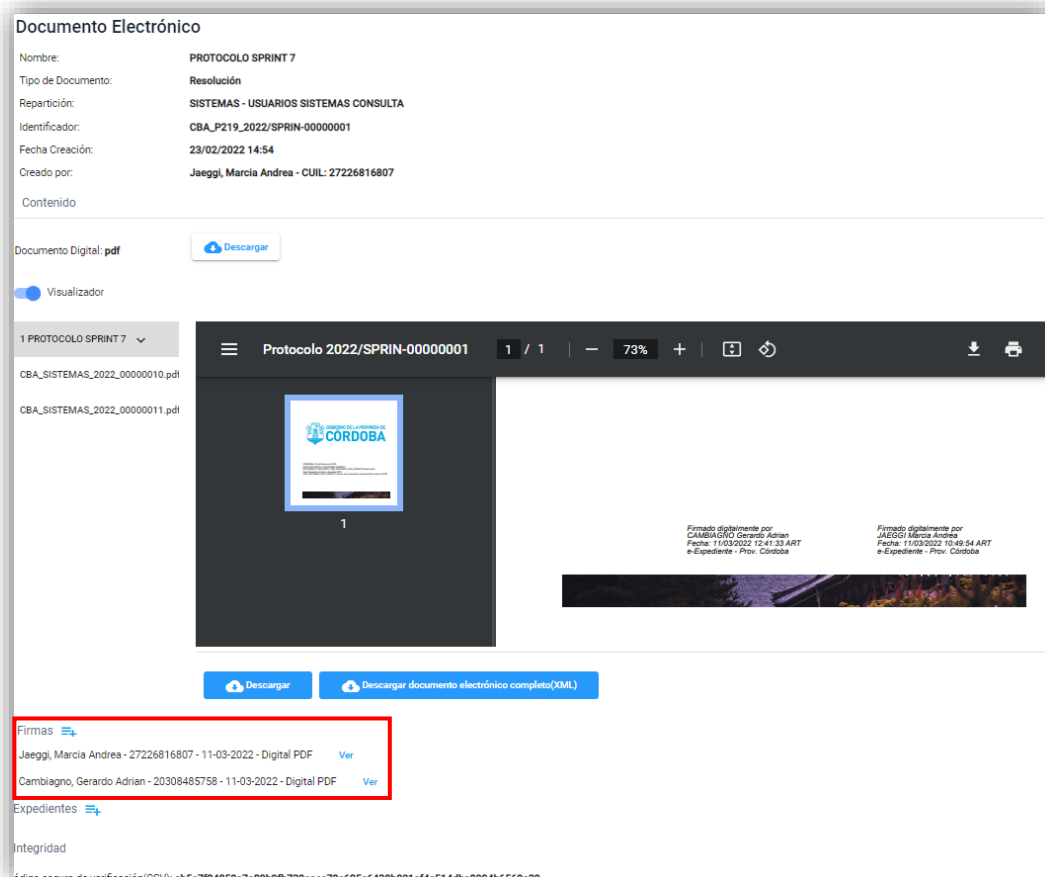 Documento Electrónico
Nombre: PROTOCOLO SPRINT 7
Tipo de Documento: Resolución
Repartición: SISTEMAS - USUARIOS SISTEMAS CONSULTA
Identificador: CBA_P219_2022/SPRIN-00000001
Fecha Creación: 23/02/2022 14:54
Creado por: Jaeggi, Marcia Andrea - CUIL: 27226816807
Contenido
Documento Digital: pdf Descargar
Visualizador
1 PROTOCOLO SPRINT 7
CBA_SISTEMAS_2022_00000010.pdf
CBA_SISTEMAS_2022_00000011.pdf
Protocolo 2022/SPRIN-00000001 1 / 1 73%
GOBIERNO DE LA PROVINCIA DE
CÓRDOBA
1
Firmado digitalmente por
CAMBIAGNO Gerardo Adrian
Fecha: 11/03/2022 12:41:33 ART
e-Expediente - Prov. Córdoba
Firmado digitalmente por
JAEGGI Marcia Andrea
Fecha: 11/03/2022 10:49:54 ART
e-Expediente - Prov. Córdoba
Descargar Descargar documento electrónico completo(XML)
Firmas
Jaeggi, Marcia Andrea - 27226816807 - 11-03-2022 - Digital PDF Ver
Cambiagno, Gerardo Adrian - 20308485758 - 11-03-2022 - Digital PDF Ver
Expedientes
Integridad